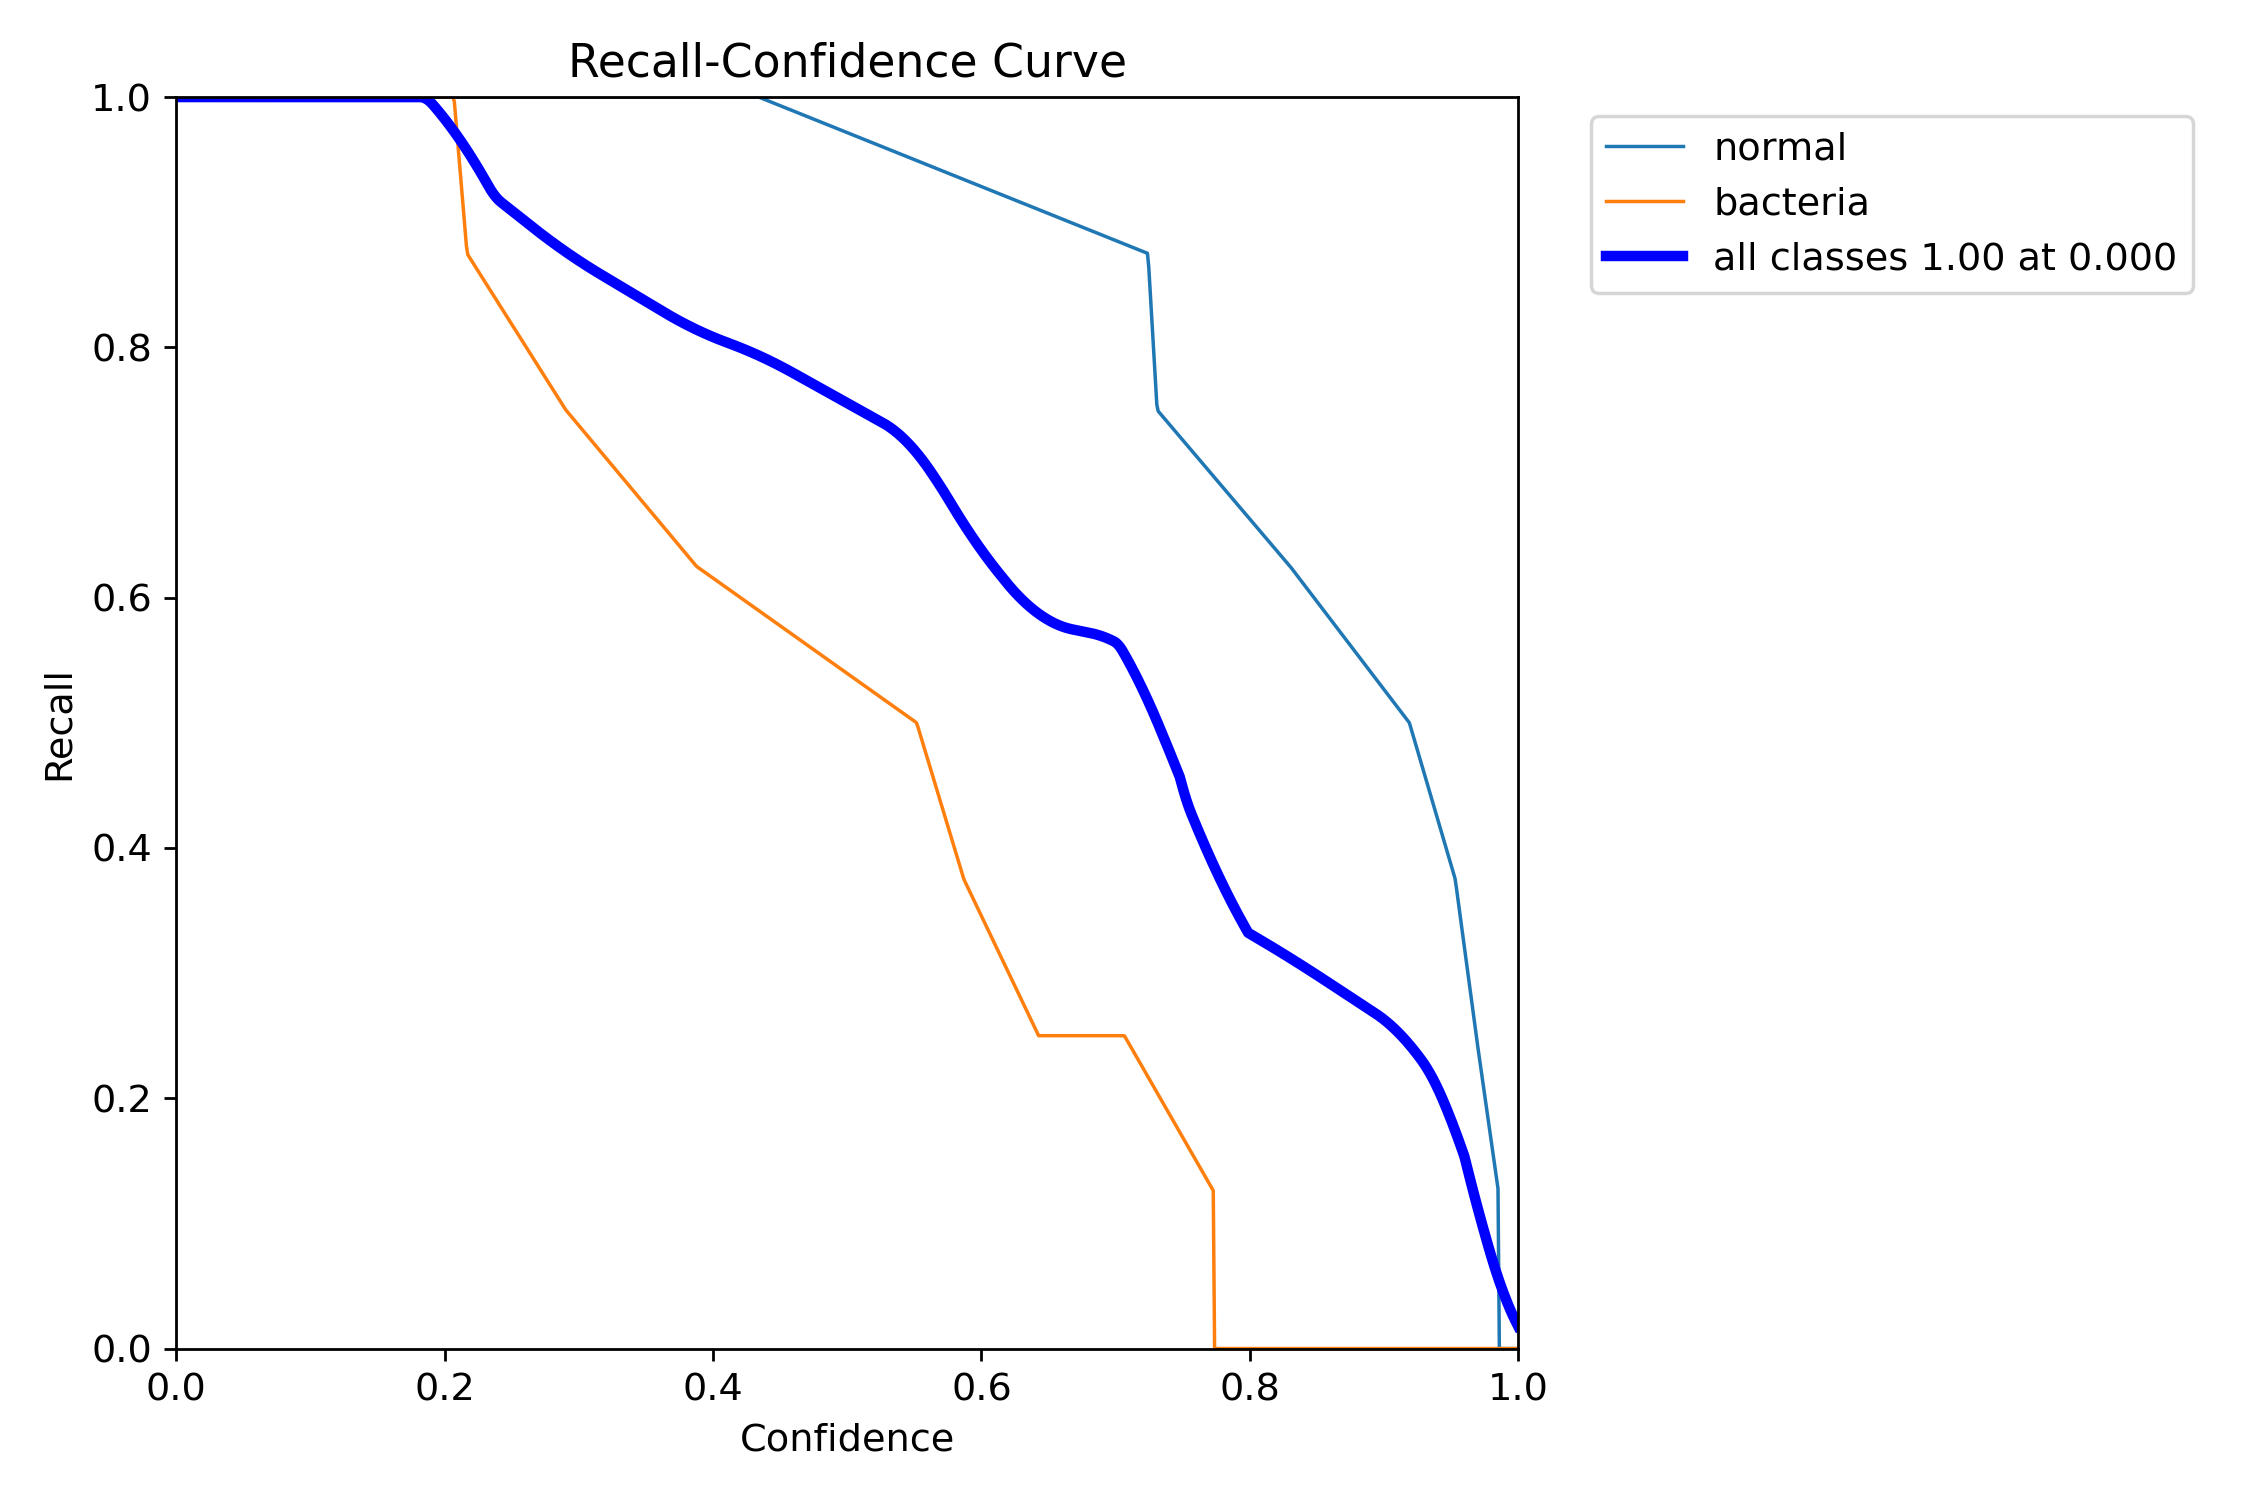 Recall-Confidence Curve
1.0
0.8
0.6
0.4
0.2
0.0
Recall
0.0 0.2 0.4 0.6 0.8 1.0
Confidence
normal
bacteria
all classes 1.00 at 0.000